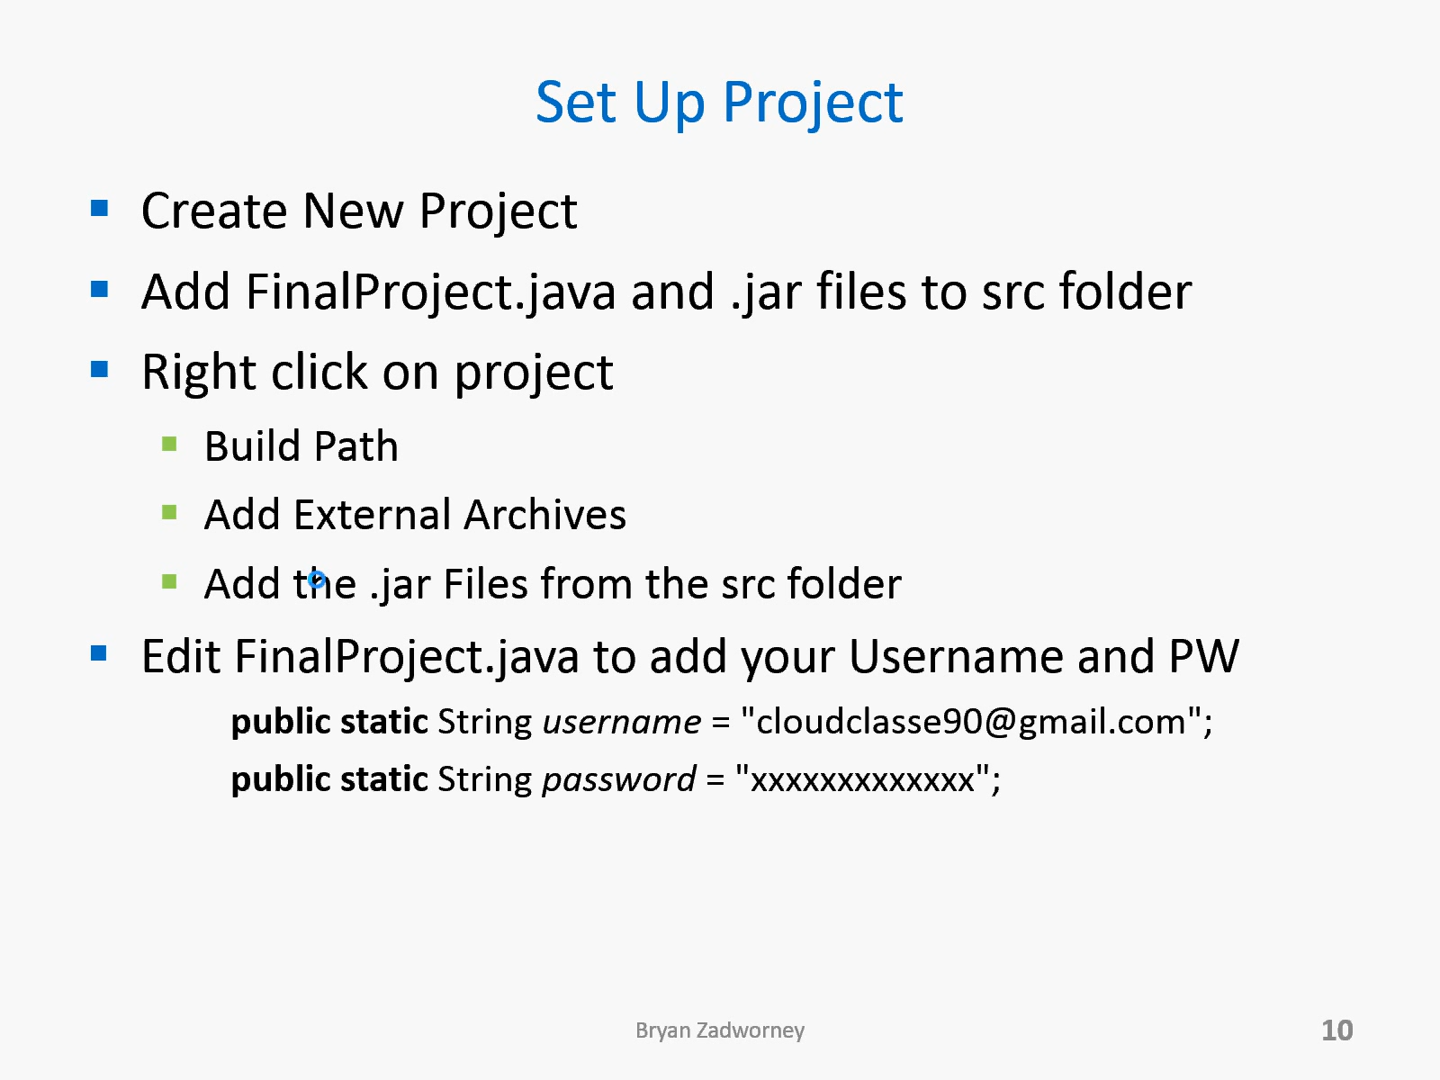 Set Up Project
Create New Project
Add FinalProject.java and .jar files to src folder
Right click on project
Build Path
Add External Archives
Add the .jar Files from the src folder
Edit FinalProject.java to add your Username and PW
public static String username = "cloudclasse90@gmail.com";
public static String password = "xxxxxxxxxxxxx";
Bryan Zadworney
10